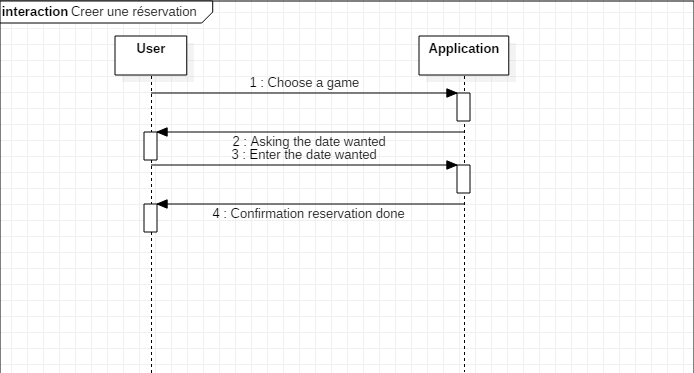 interaction Creer une réservation
User
Application
1 : Choose a game
2 : Asking the date wanted
3 : Enter the date wanted
4 : Confirmation reservation done